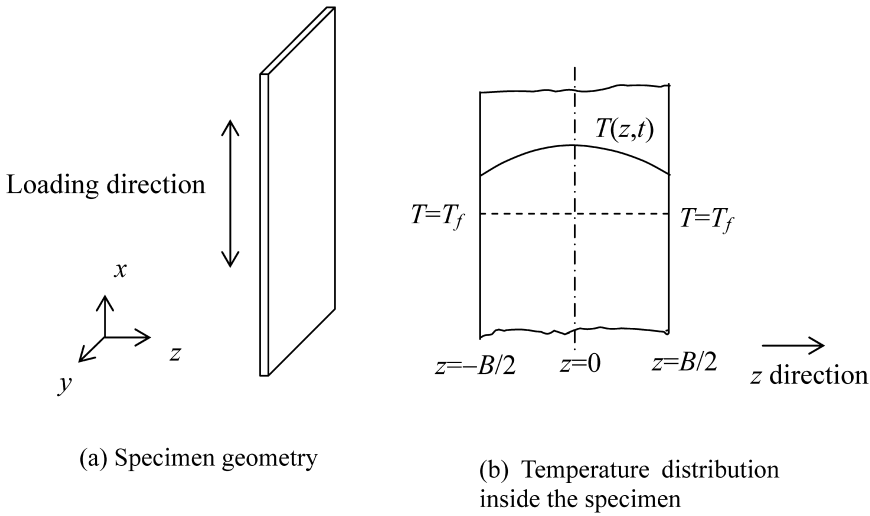 Loading direction
x
y
z
(a) Specimen geometry
T(z,t)
T=T_f
T=T_f
z=–B/2
z=0
z=B/2
z direction
(b) Temperature distribution
inside the specimen